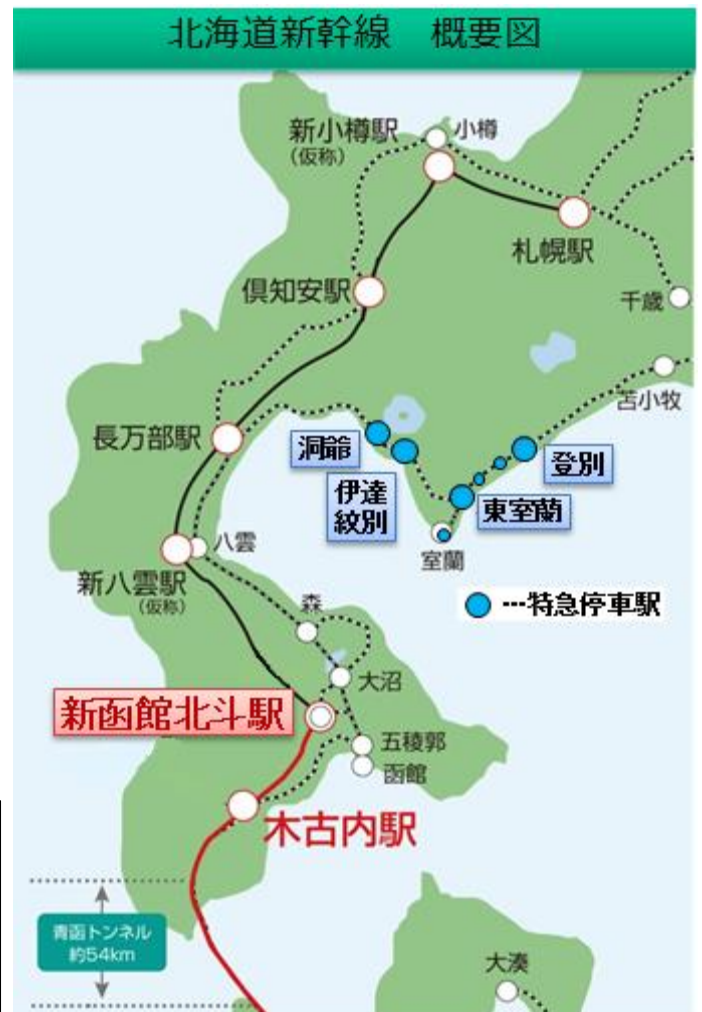 北海道新幹線　概要図
新小樽駅
（仮称）
小樽
札幌駅
倶知安駅
千歳
苫小牧
長万部駅
洞爺
登別
伊達
紋別
東室蘭
室蘭
八雲
新八雲駅
（仮称）
…特急停車駅
森
大沼
新函館北斗駅
五稜郭
函館
木古内駅
青函トンネル
約54km
大湊